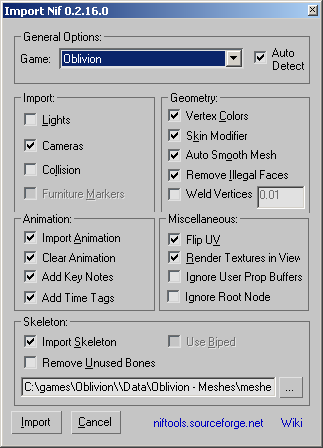 Import Nif 0.2.16.0
General Options:
Game: Oblivion
Auto Detect
Import:
Lights
Cameras
Collision
Furniture Markers
Geometry:
Vertex Colors
Skin Modifier
Auto Smooth Mesh
Remove Illegal Faces
Weld Vertices 0.01
Animation:
Import Animation
Clear Animation
Add Key Notes
Add Time Tags
Miscellaneous:
Flip UV
Render Textures in View
Ignore User Prop Buffers
Ignore Root Node
Skeleton:
Import Skeleton Use Biped
Remove Unused Bones
C:\games\Oblivion\\Data\Oblivion - Meshes\meshe ...
Import Cancel niftools.sourceforge.net Wiki